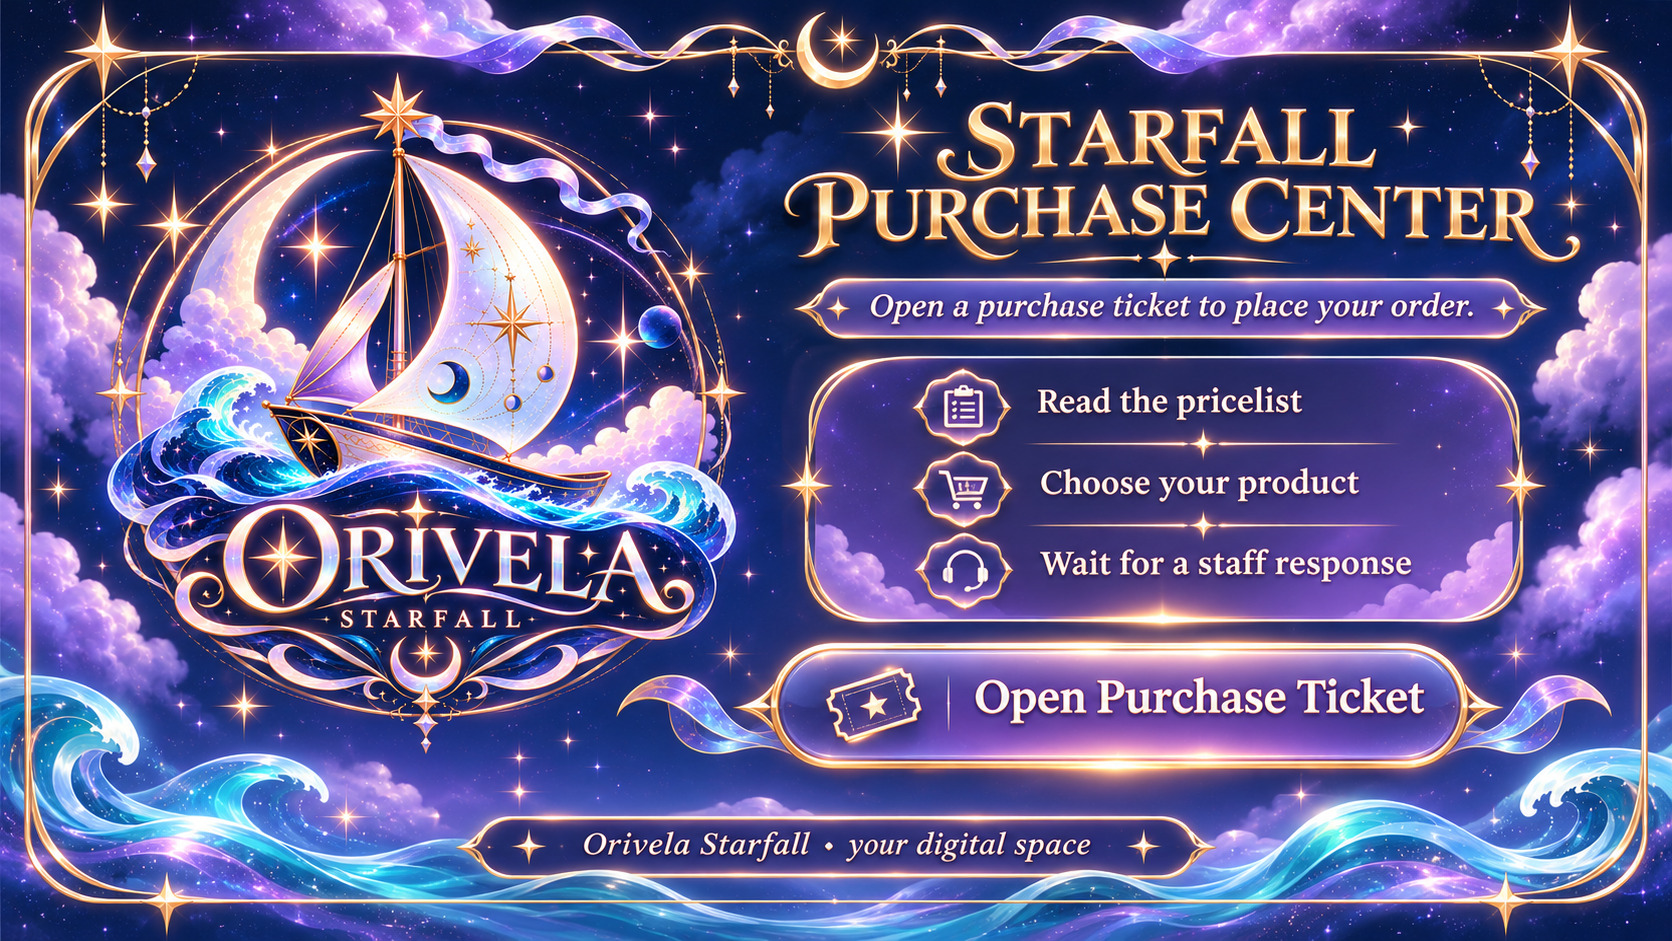 ORIVELA
STARFALL
STARFALL
PURCHASE CENTER
Open a purchase ticket to place your order.
Read the pricelist
Choose your product
Wait for a staff response
Open Purchase Ticket
Orivela Starfall • your digital space